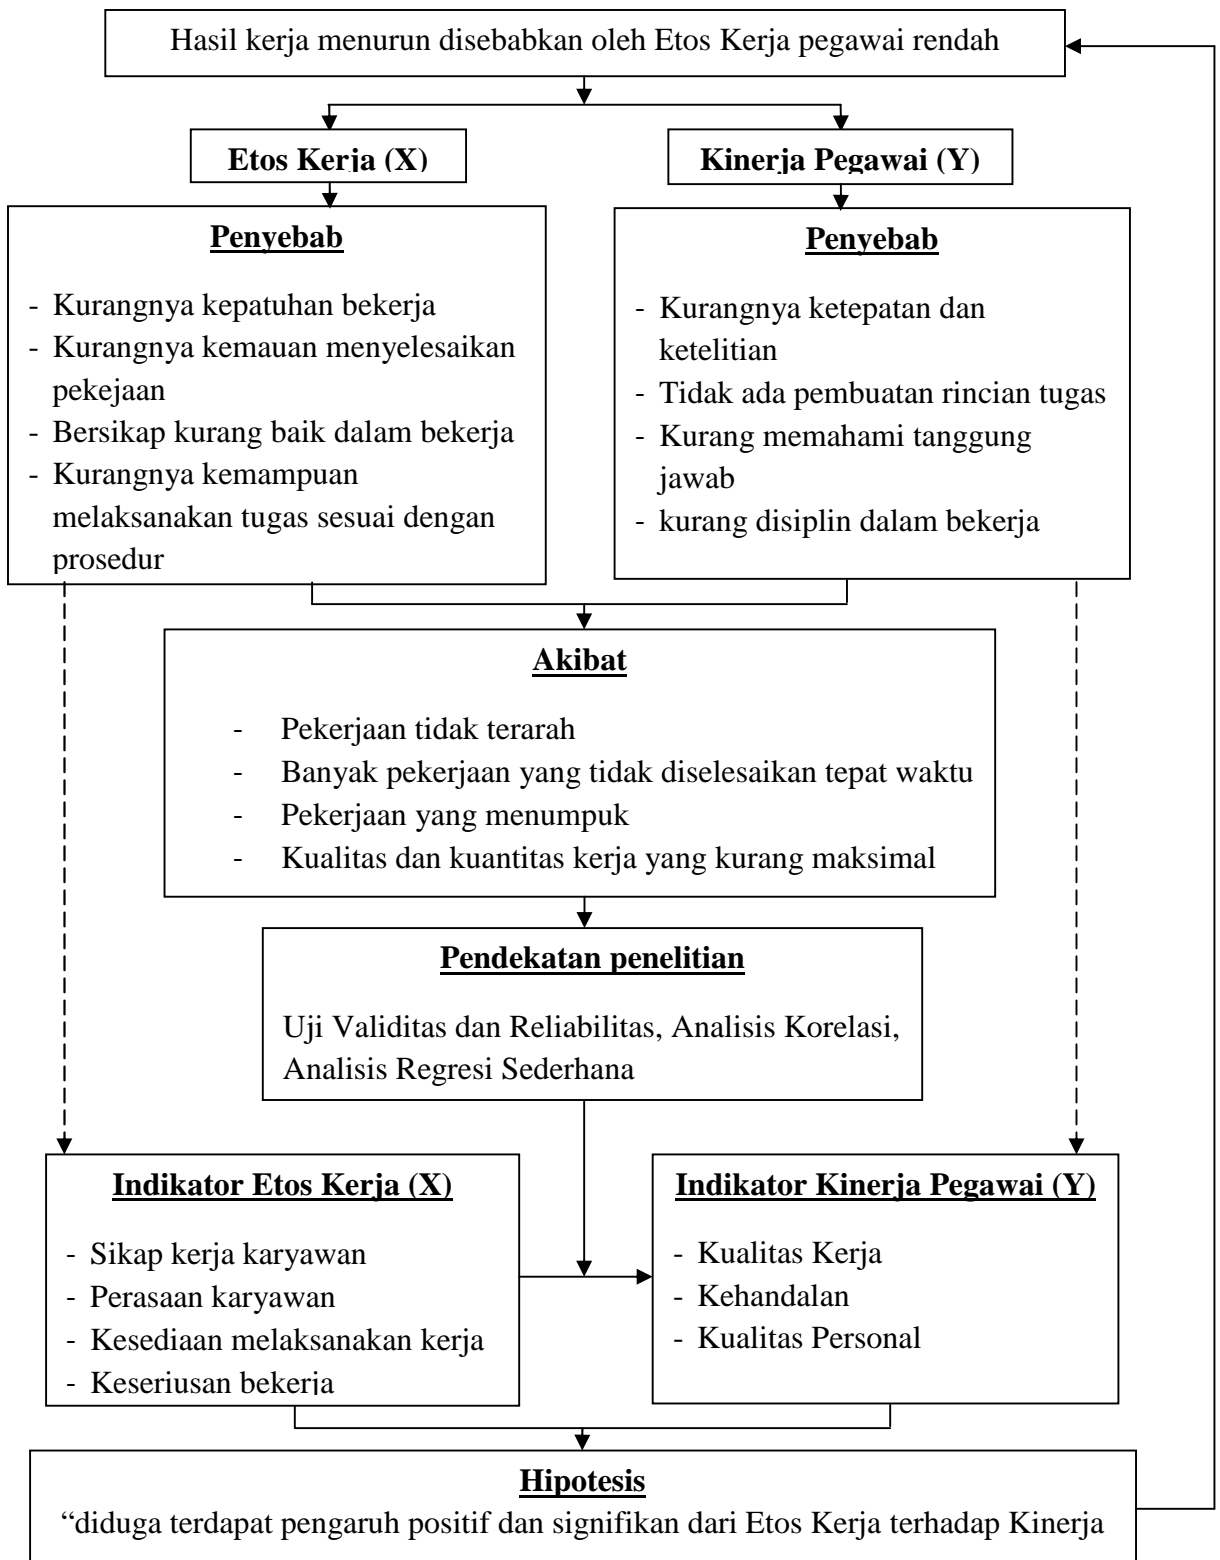 Hasil kerja menurun disebabkan oleh Etos Kerja pegawai rendah
Etos Kerja (X)
Kinerja Pegawai (Y)
Penyebab
- Kurangnya kepatuhan bekerja
- Kurangnya kemauan menyelesaikan
pekejaan
- Bersikap kurang baik dalam bekerja
- Kurangnya kemampuan
melaksanakan tugas sesuai dengan
prosedur
Penyebab
- Kurangnya ketepatan dan
ketelitian
- Tidak ada pembuatan rincian tugas
- Kurang memahami tanggung
jawab
- kurang disiplin dalam bekerja
Akibat
- Pekerjaan tidak terarah
- Banyak pekerjaan yang tidak diselesaikan tepat waktu
- Pekerjaan yang menumpuk
- Kualitas dan kuantitas kerja yang kurang maksimal
Pendekatan penelitian
Uji Validitas dan Reliabilitas, Analisis Korelasi,
Analisis Regresi Sederhana
Indikator Etos Kerja (X)
- Sikap kerja karyawan
- Perasaan karyawan
- Kesediaan melaksanakan kerja
- Keseriusan bekerja
Indikator Kinerja Pegawai (Y)
- Kualitas Kerja
- Kehandalan
- Kualitas Personal
Hipotesis
“diduga terdapat pengaruh positif dan signifikan dari Etos Kerja terhadap Kinerja